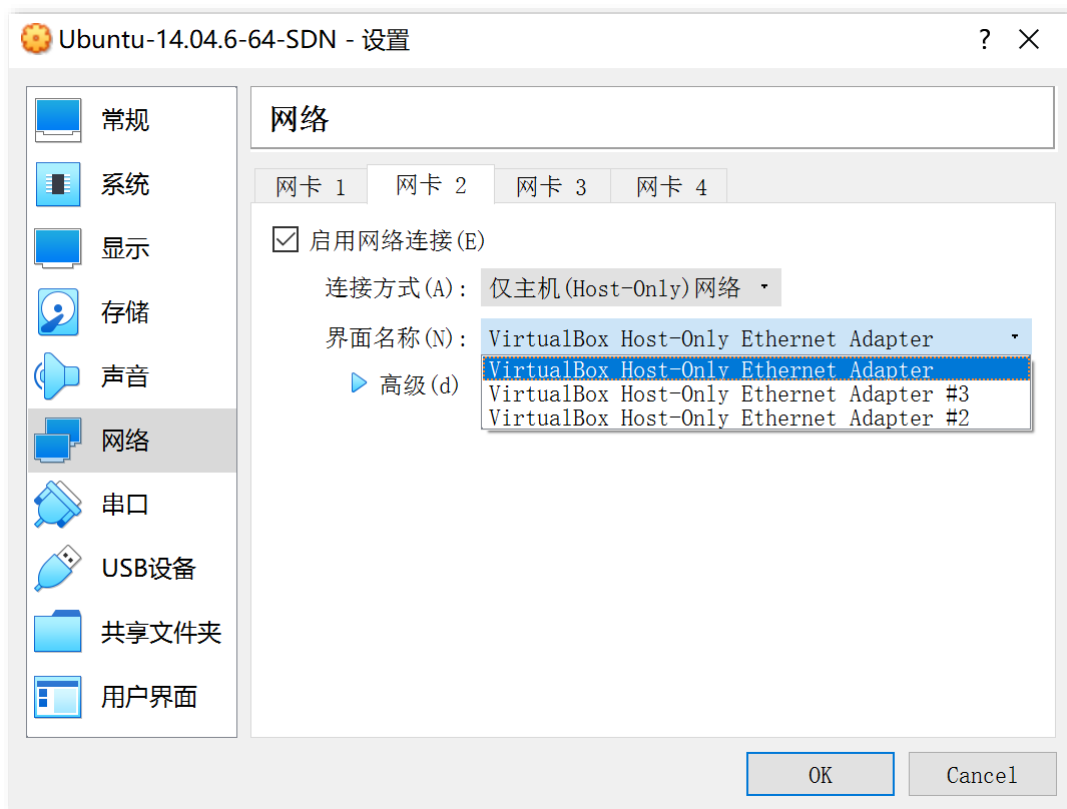 Ubuntu-14.04.6-64-SDN - 设置
?
常规
系统
显示
存储
声音
网络
串口
USB设备
共享文件夹
用户界面
网络
网卡 1 网卡 2 网卡 3 网卡 4
启用网络连接(E)
连接方式(A): 仅主机(Host-Only)网络
界面名称(N): VirtualBox Host-Only Ethernet Adapter
VirtualBox Host-Only Ethernet Adapter
VirtualBox Host-Only Ethernet Adapter #3
VirtualBox Host-Only Ethernet Adapter #2
高级(d)
OK Cancel